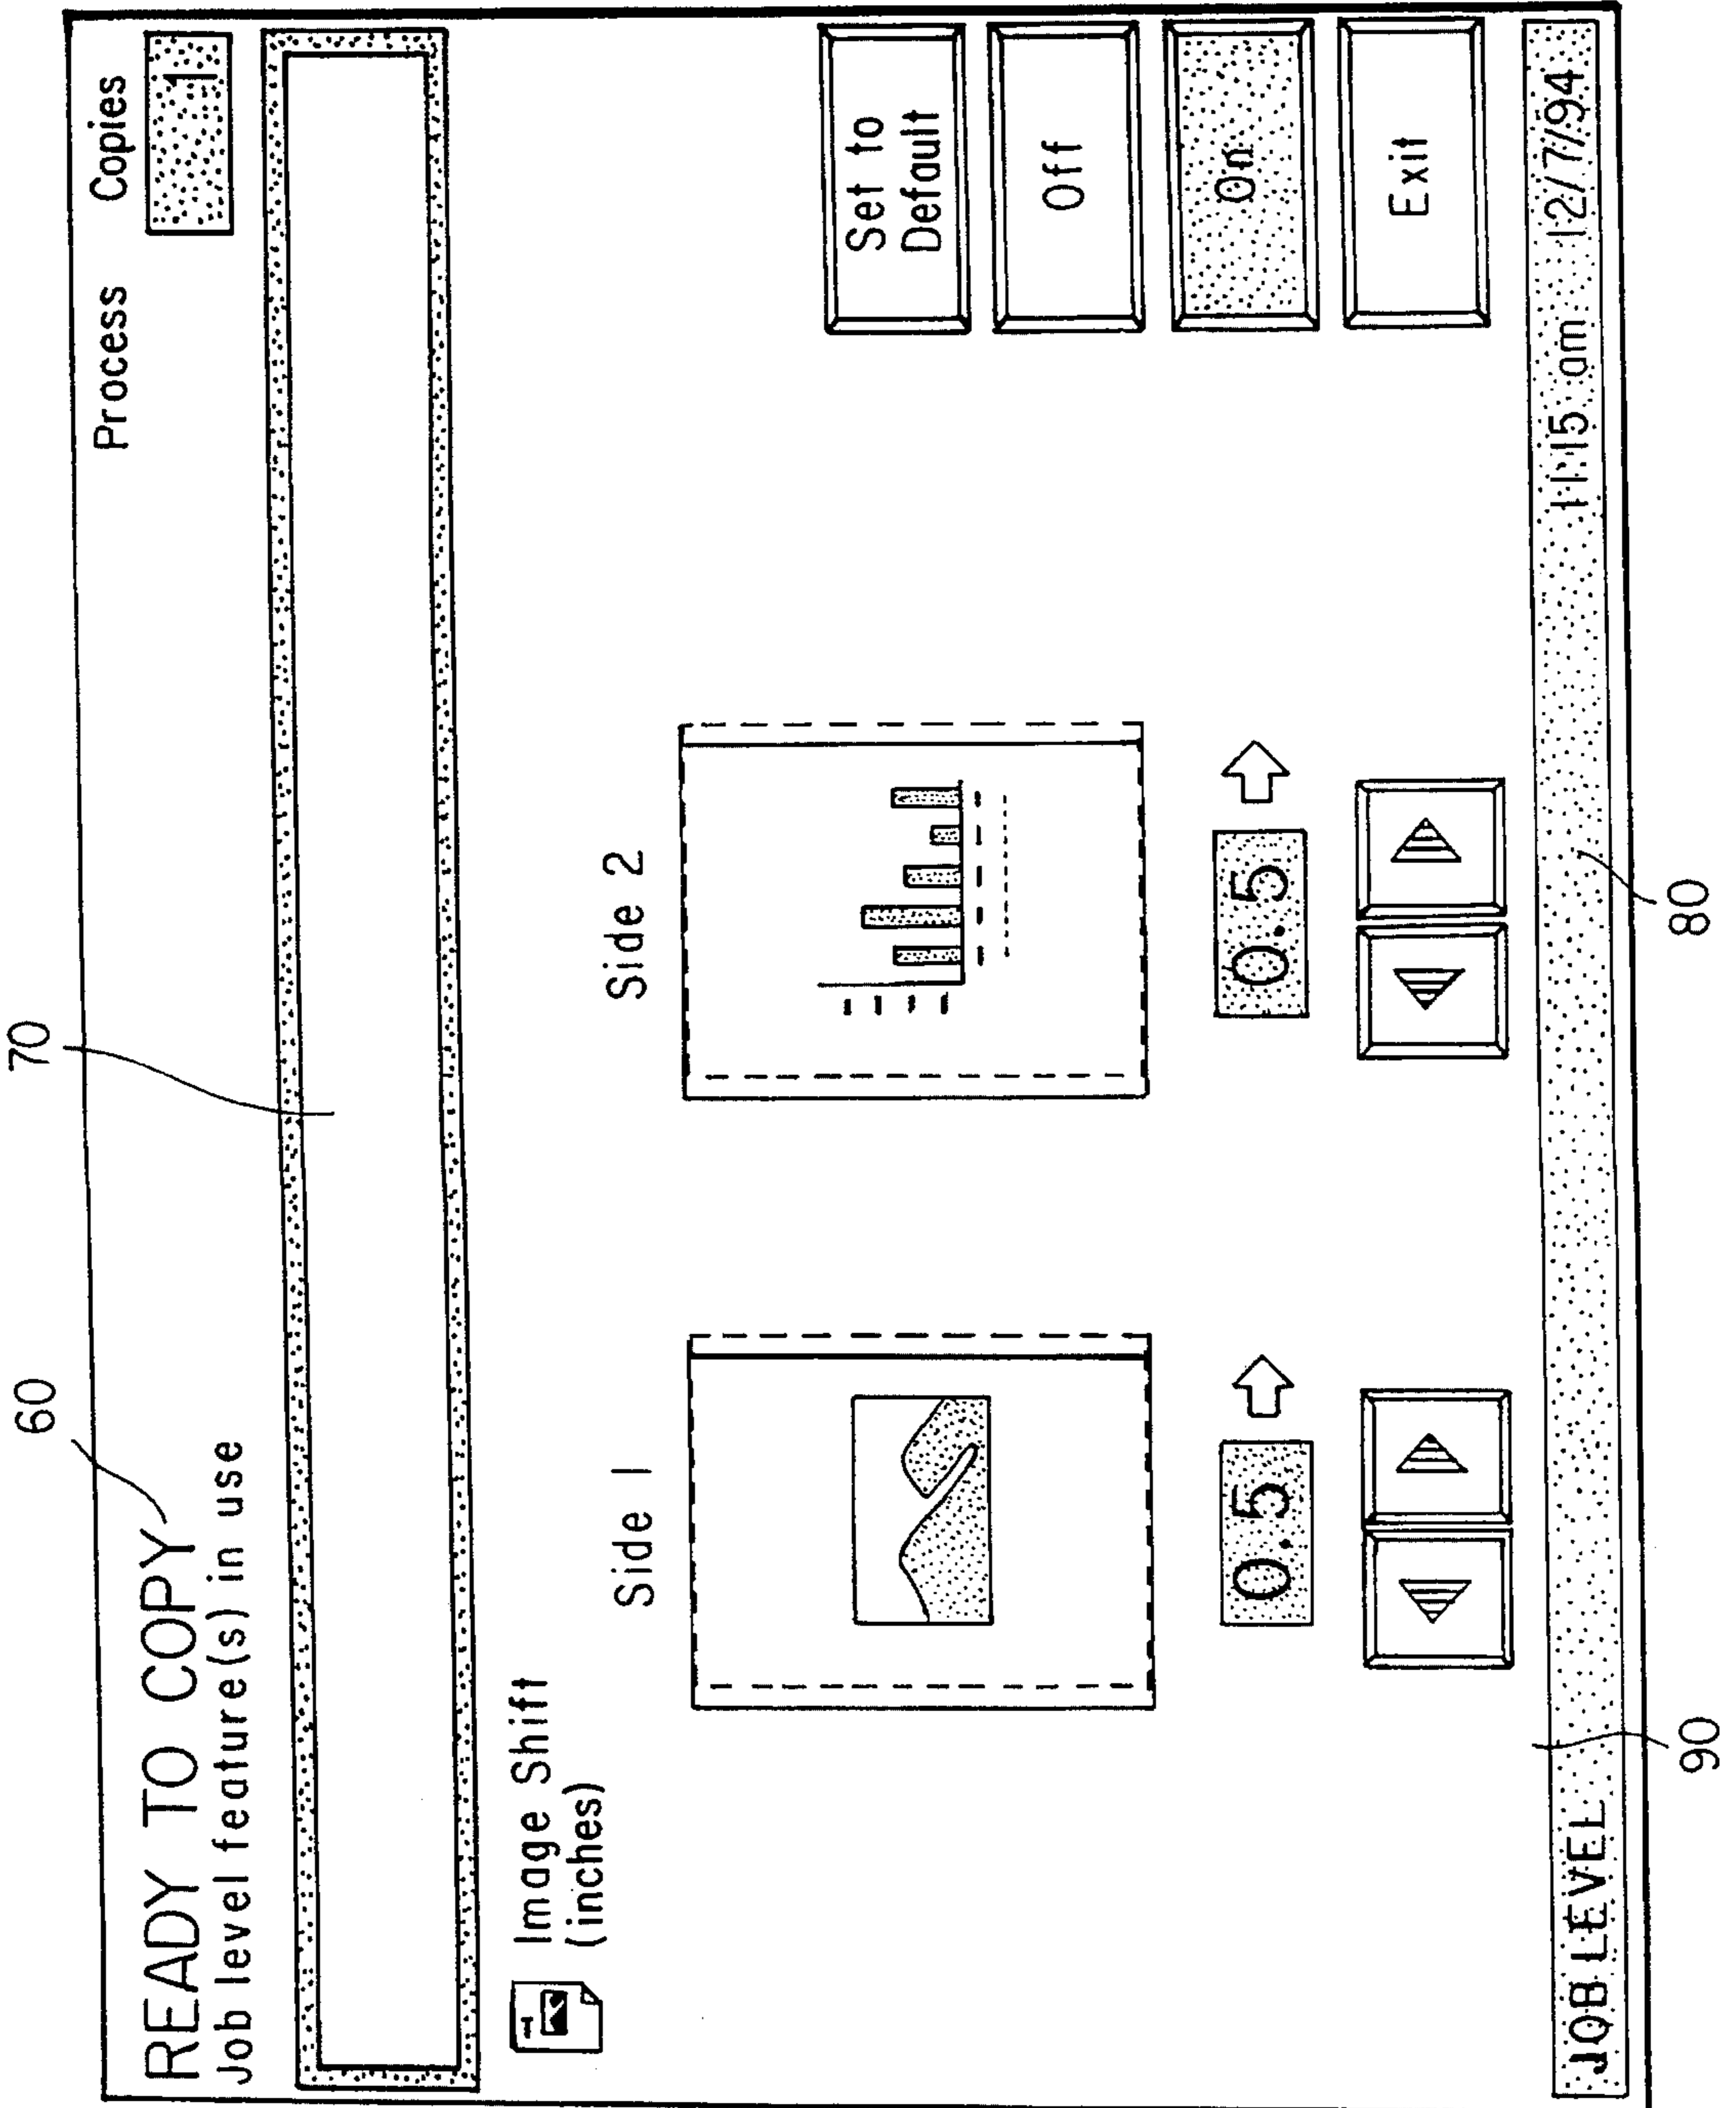 60
70
READY TO COPY
Job level feature(s) in use
Process
Copies
1
Image Shift
(inches)
Side 1
Side 2
0.5
0.5
Set to
Default
Off
On
Exit
JOB LEVEL
11:15 am
12/7/94
90
80